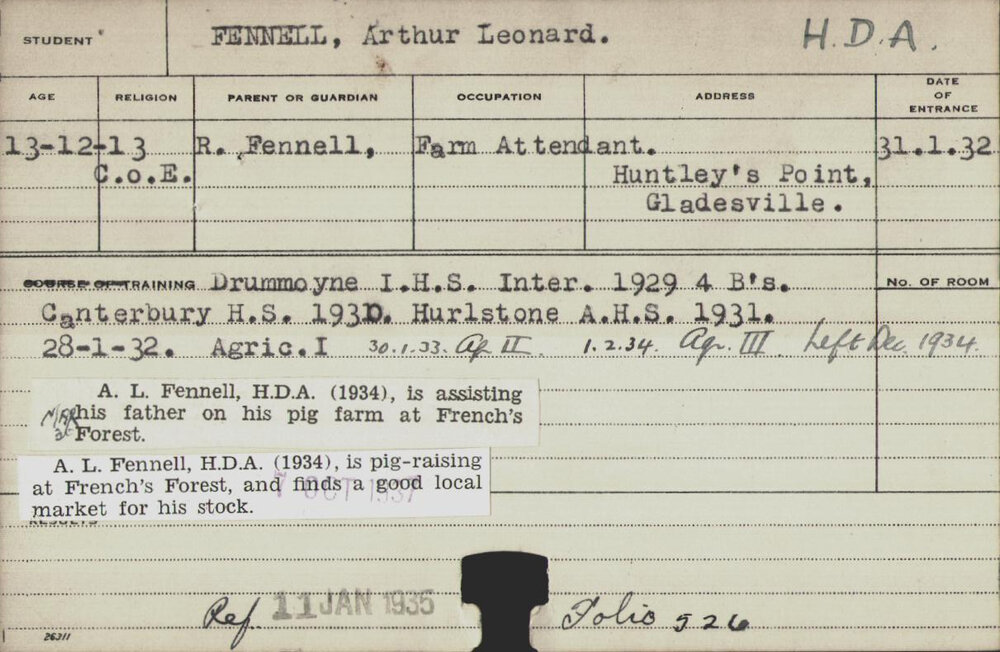 STUDENT FENNELL, Arthur Leonard. H.D.A.
AGE RELIGION PARENT OR GUARDIAN OCCUPATION ADDRESS DATE OF ENTRANCE
13-12-13 R. Fennell, Farm Attendant. 31.1.32
C.o.E. Huntley's Point,
Gladesville.
COURSE OF TRAINING Drummoyne I.H.S. Inter. 1929 4 B's. No. OF ROOM
Canterbury H.S. 1930. Hurlstone A.H.S. 1931.
28-1-32. Agric.I 30.1.33. Ag II 1.2.34. Agr. III Left Dec. 1934.
A. L. Fennell, H.D.A. (1934), is assisting
his father on his pig farm at French's
Forest.
A. L. Fennell, H.D.A. (1934), is pig-raising
at French's Forest, and finds a good local
market for his stock.
7 OCT 1937
RESULTS
Ref. 11 JAN 1935 Folio 526
26311